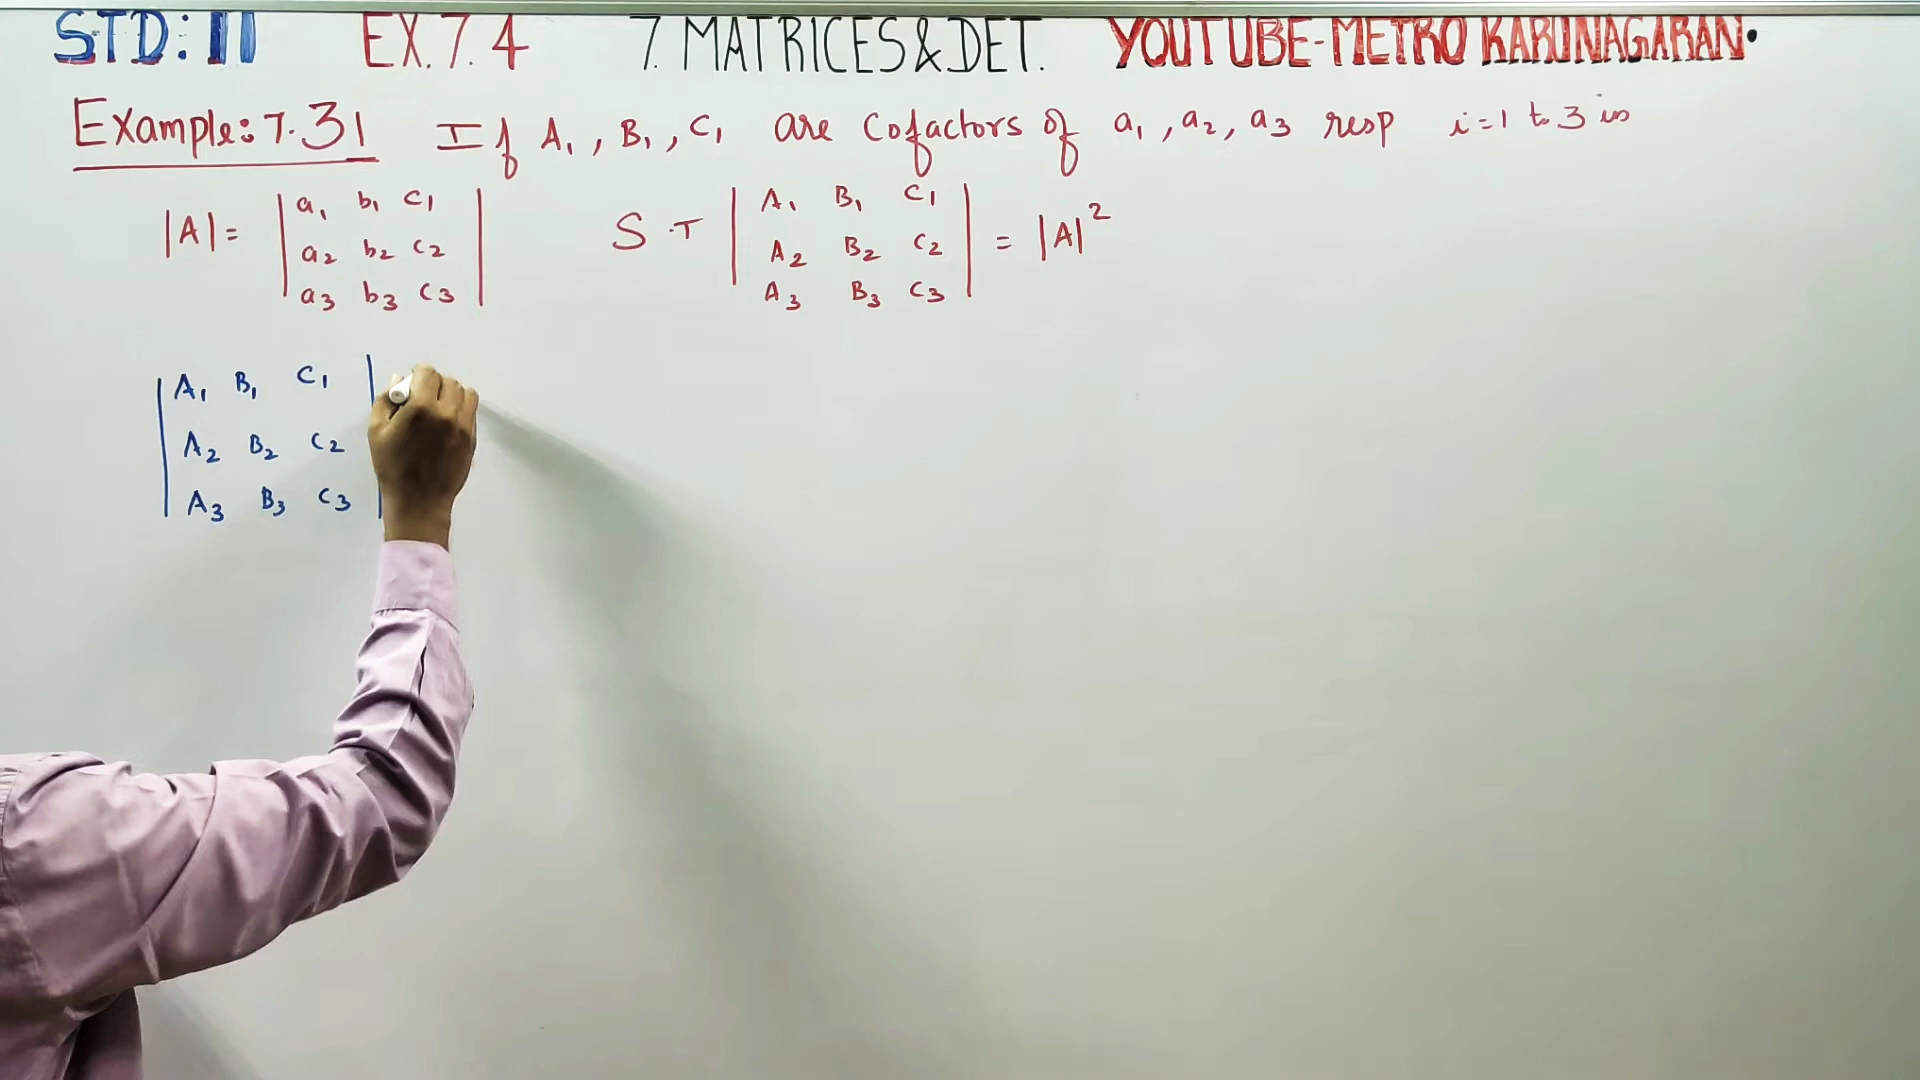 STD: 11 EX. 7.4 7. MATRICES & DET. YOUTUBE-METRO KARUNAGARAN.
Example: 7.31 If A₁, B₁, C₁ are Cofactors of a₁, a₂, a₃ resp i=1 to 3 in
|A| = | a₁ b₁ c₁ | S.T | A₁ B₁ C₁ | = |A|²
| a₂ b₂ c₂ | | A₂ B₂ C₂ |
| a₃ b₃ c₃ | | A₃ B₃ C₃ |
| A₁ B₁ C₁ |
| A₂ B₂ C₂ |
| A₃ B₃ C₃ |